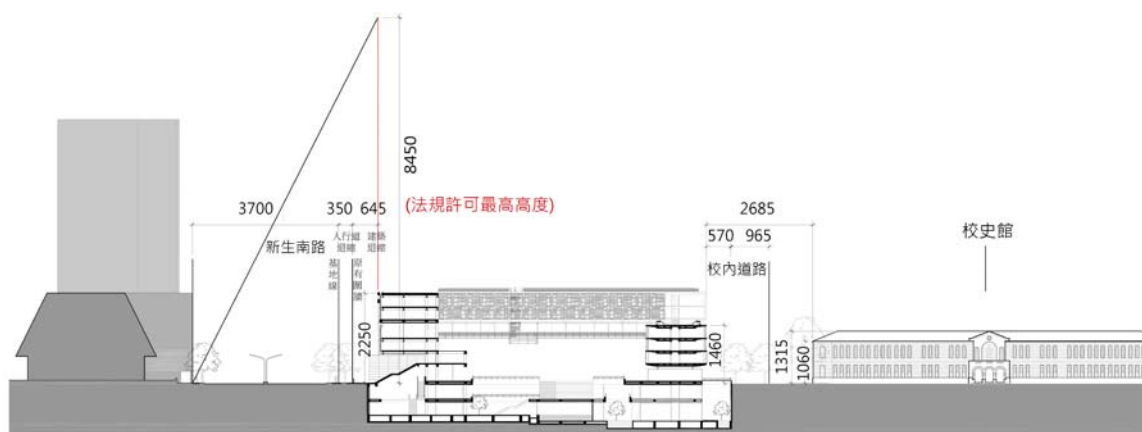 8450
(法規許可最高高度)
3700
350
645
新生南路
人行道
退縮
建築
退縮
基地線
原有圍牆
2250
2685
570
965
校內道路
校史館
1460
1315
1060